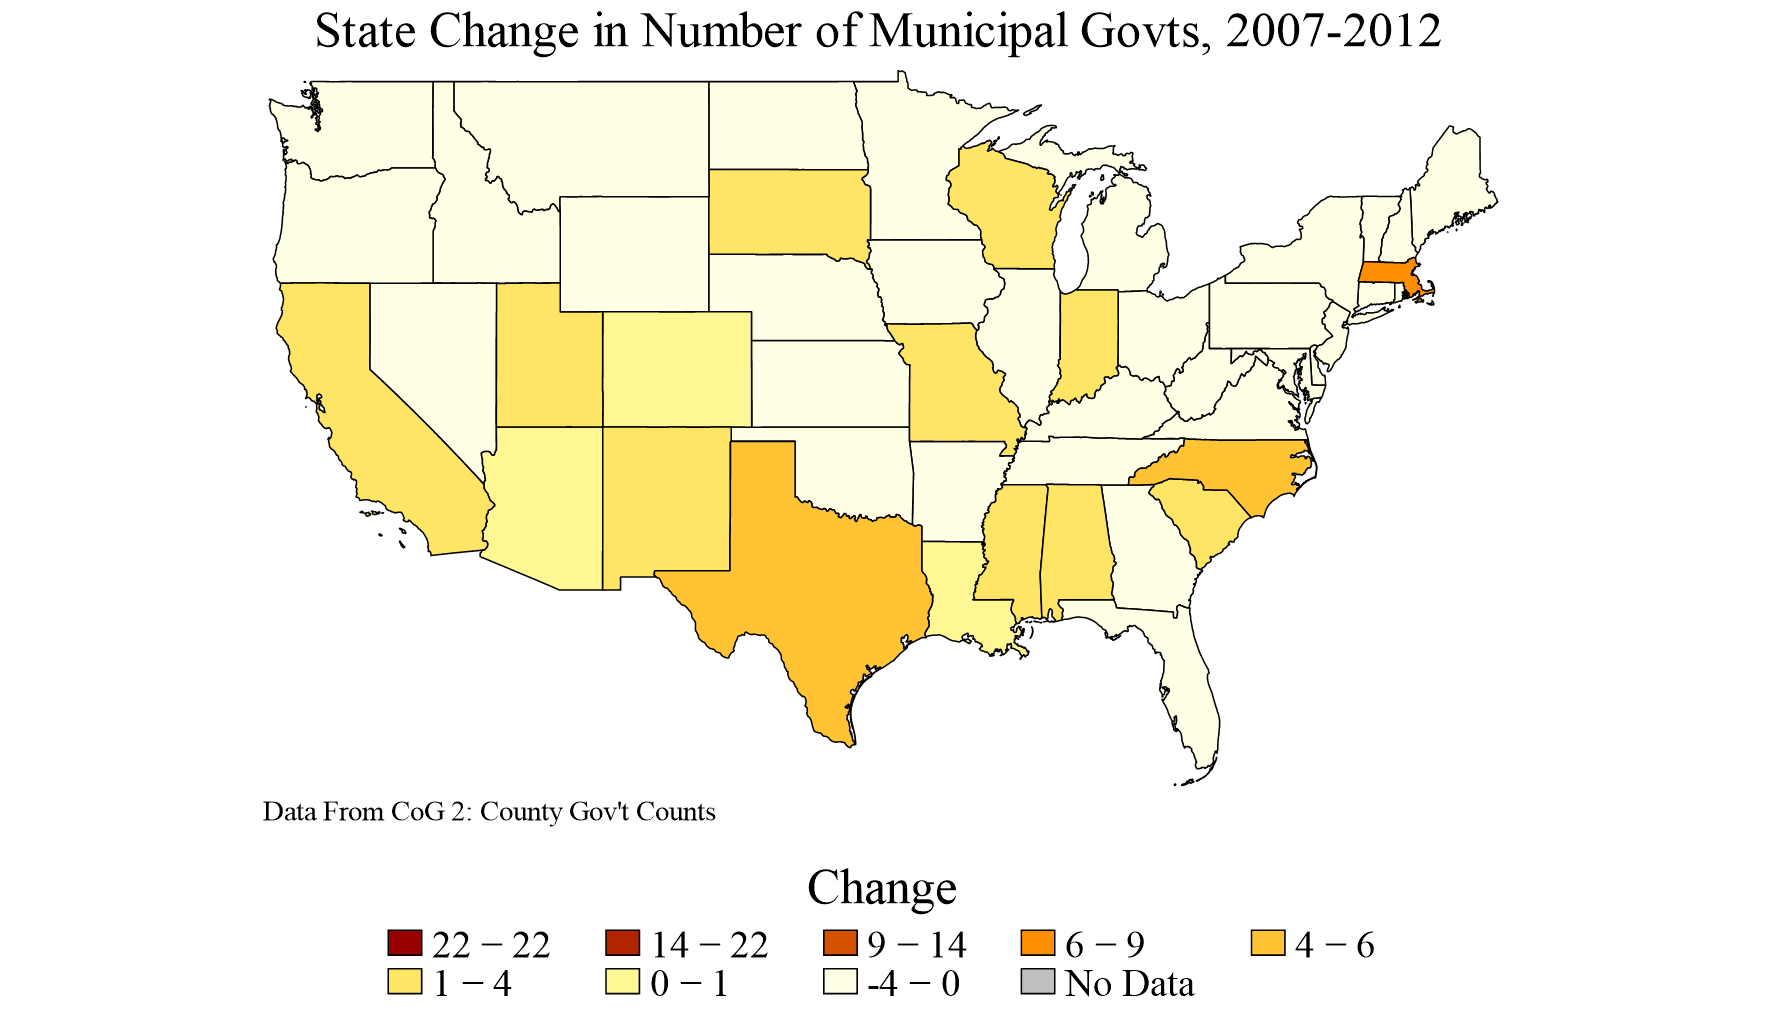 State Change in Number of Municipal Govts, 2007-2012
Data From CoG 2: County Gov't Counts
Change
22 – 22 14 – 22 9 – 14 6 – 9 4 – 6
1 – 4 0 – 1 -4 – 0 No Data